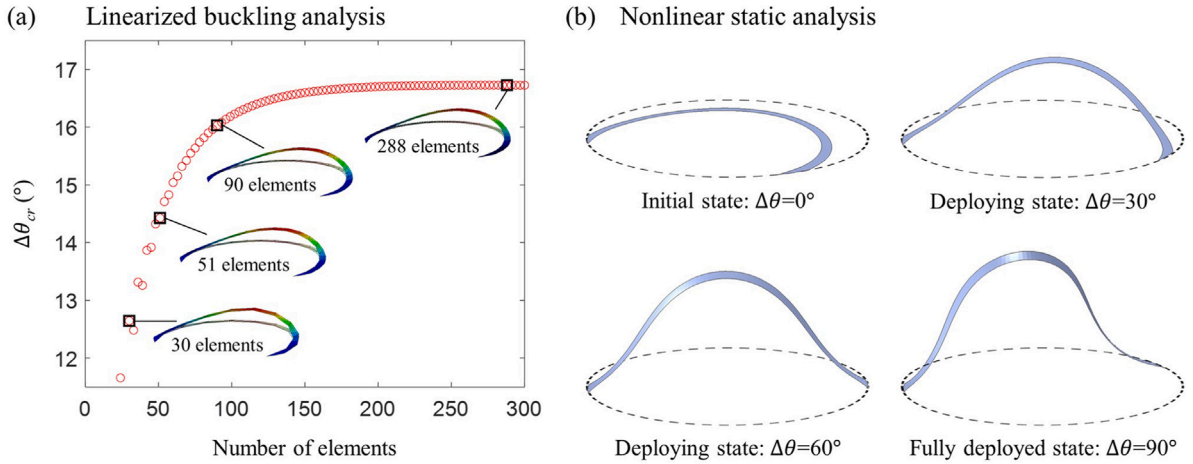 (a) Linearized buckling analysis
17
16
15
14
13
12
Δθcr (°)
288 elements
90 elements
51 elements
30 elements
0 50 100 150 200 250 300
Number of elements
(b) Nonlinear static analysis
Initial state: Δθ=0°
Deploying state: Δθ=30°
Deploying state: Δθ=60°
Fully deployed state: Δθ=90°